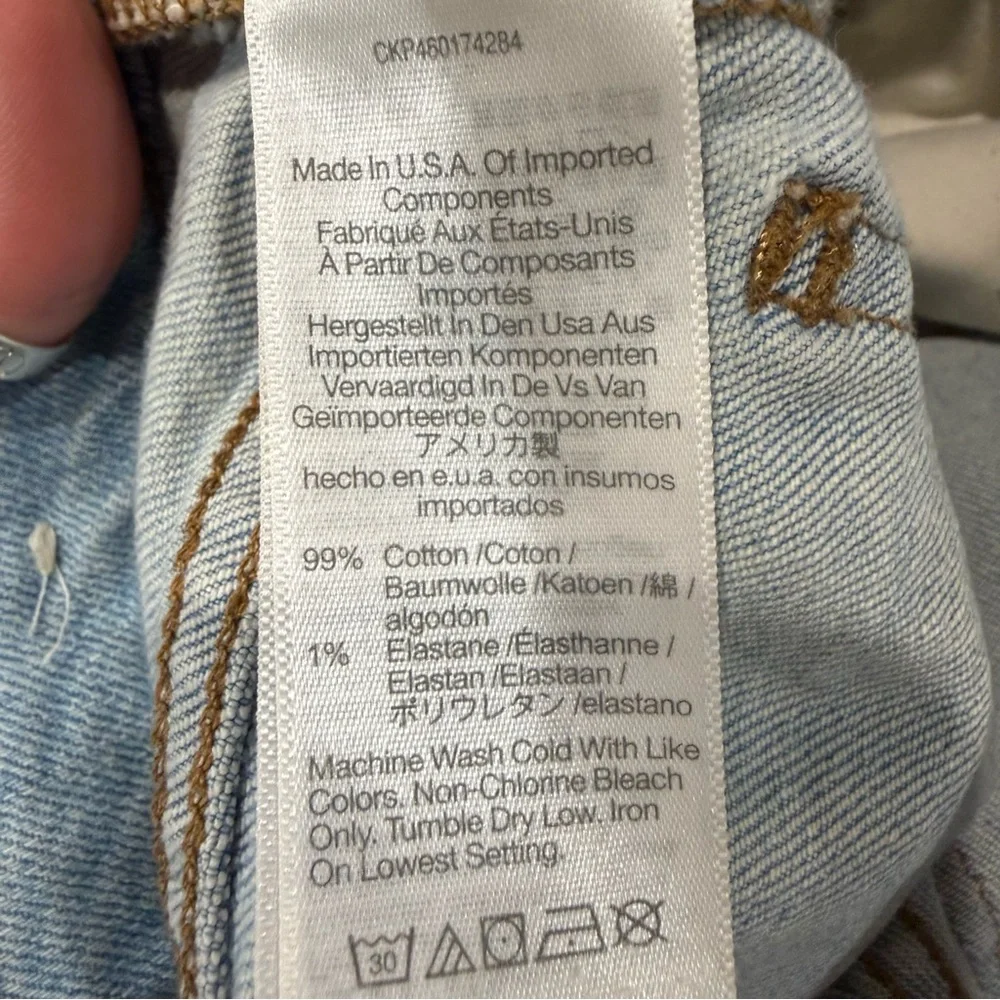 CKP460174284
Made In U.S.A. Of Imported
Components
Fabriqué Aux États-Unis
À Partir De Composants
Importés
Hergestellt In Den Usa Aus
Importierten Komponenten
Vervaardigd In De Vs Van
Geïmporteerde Componenten
アメリカ製
hecho en e.u.a. con insumos
importados
99% Cotton /Coton /
Baumwolle /Katoen /綿 /
algodón
1% Elastane /Élasthanne /
Elastan /Elastaan /
ポリウレタン /elastano
Machine Wash Cold With Like
Colors. Non-Chlorine Bleach
Only. Tumble Dry Low. Iron
On Lowest Setting.
30